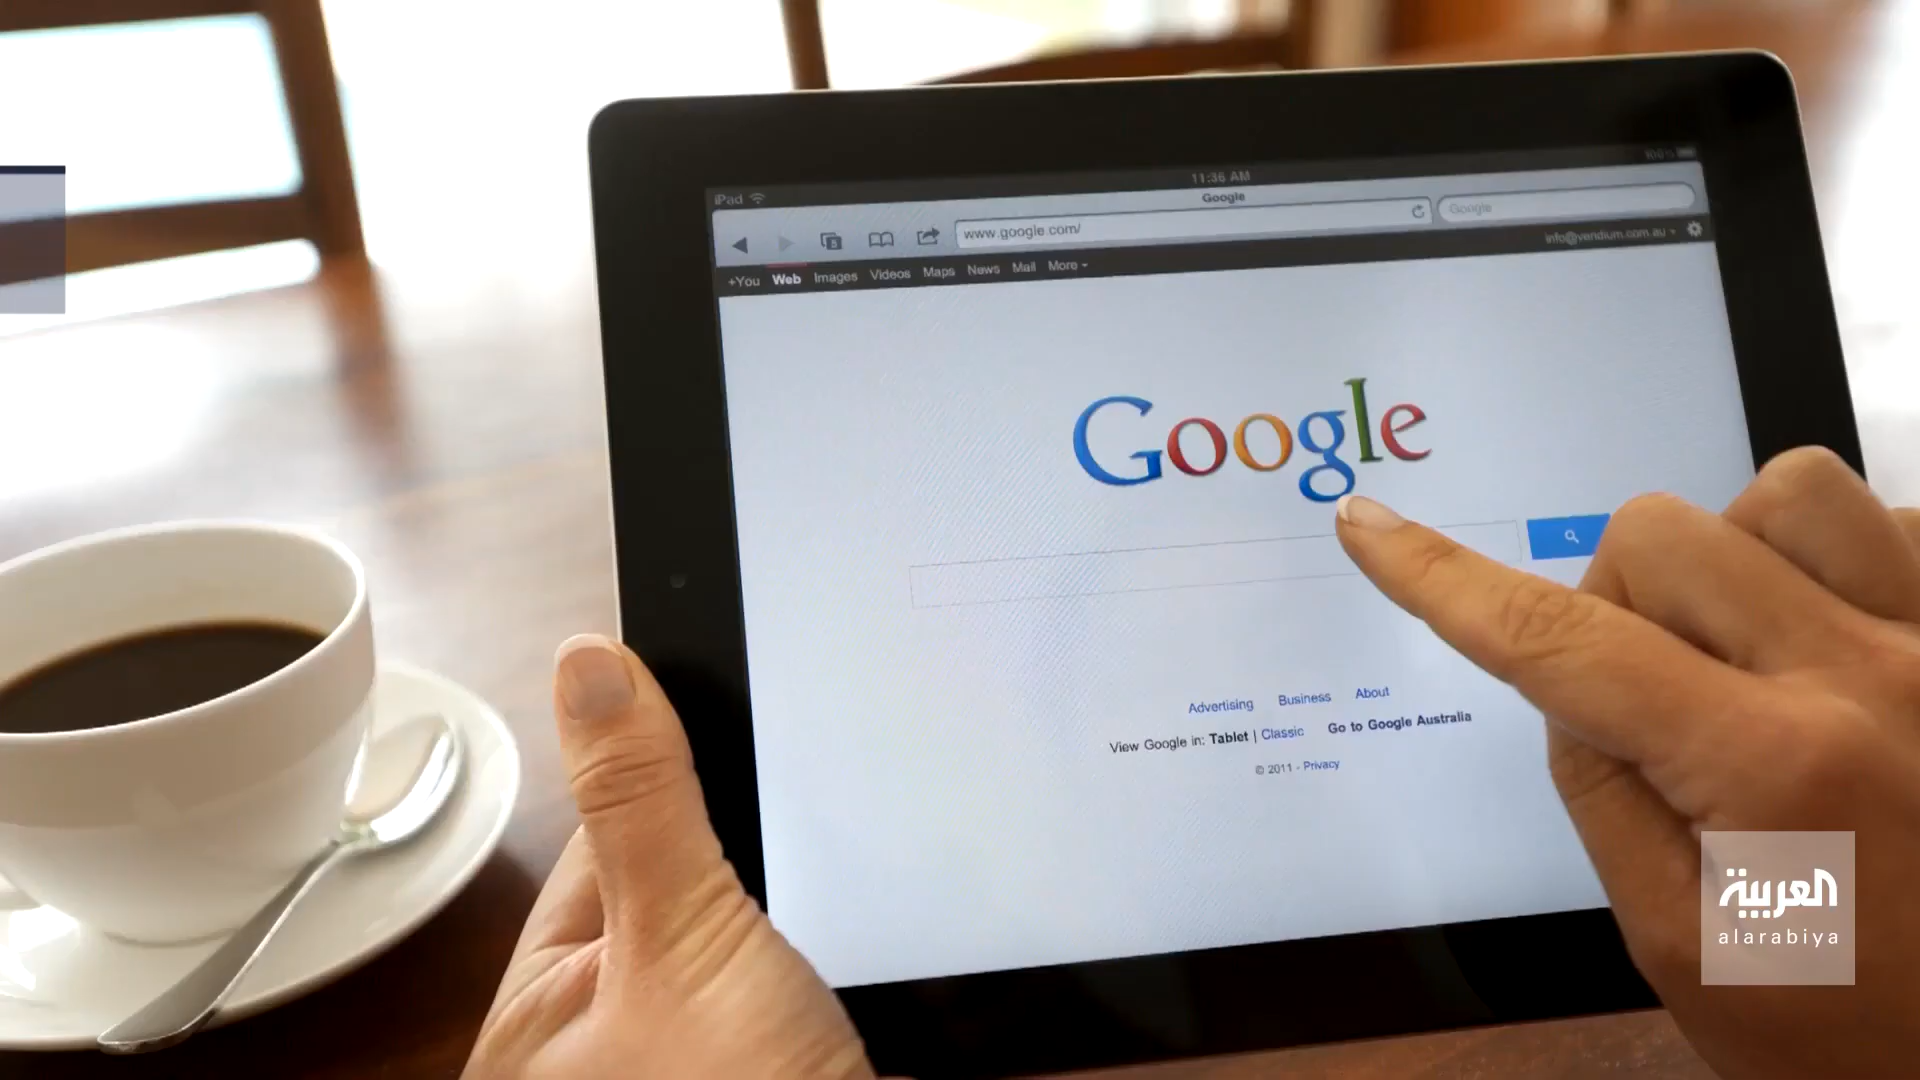 iPad
11:36 AM
100%
Google
www.google.com/
Google
info@vendium.com.au
+You Web Images Videos Maps News Mail More
Google
Advertising Business About
View Google in: Tablet | Classic Go to Google Australia
© 2011 - Privacy
العربية
alarabiya